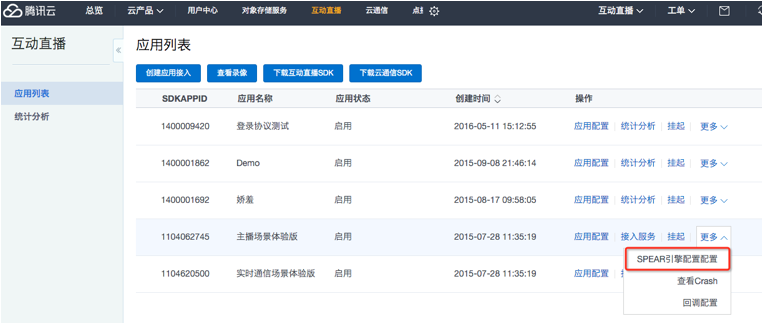 腾讯云 总览 云产品 用户中心 对象存储服务 互动直播 云通信 互动直播 工单
互动直播
应用列表
统计分析
应用列表
创建应用接入 查看录像 下载互动直播SDK 下载云通信SDK
SDKAPPID 应用名称 应用状态 创建时间 操作
1400009420 登录协议测试 启用 2016-05-11 15:12:55 应用配置 统计分析 挂起 更多
1400001862 Demo 启用 2015-09-08 21:46:14 应用配置 统计分析 挂起 更多
1400001692 娇羞 启用 2015-08-17 09:58:05 应用配置 统计分析 挂起 更多
1104062745 主播场景体验版 启用 2015-07-28 11:35:19 应用配置 接入服务 挂起 更多
SPEAR引擎配置配置
1104620500 实时通信场景体验版 启用 2015-07-28 11:35:19 应用配置
查看Crash
回调配置